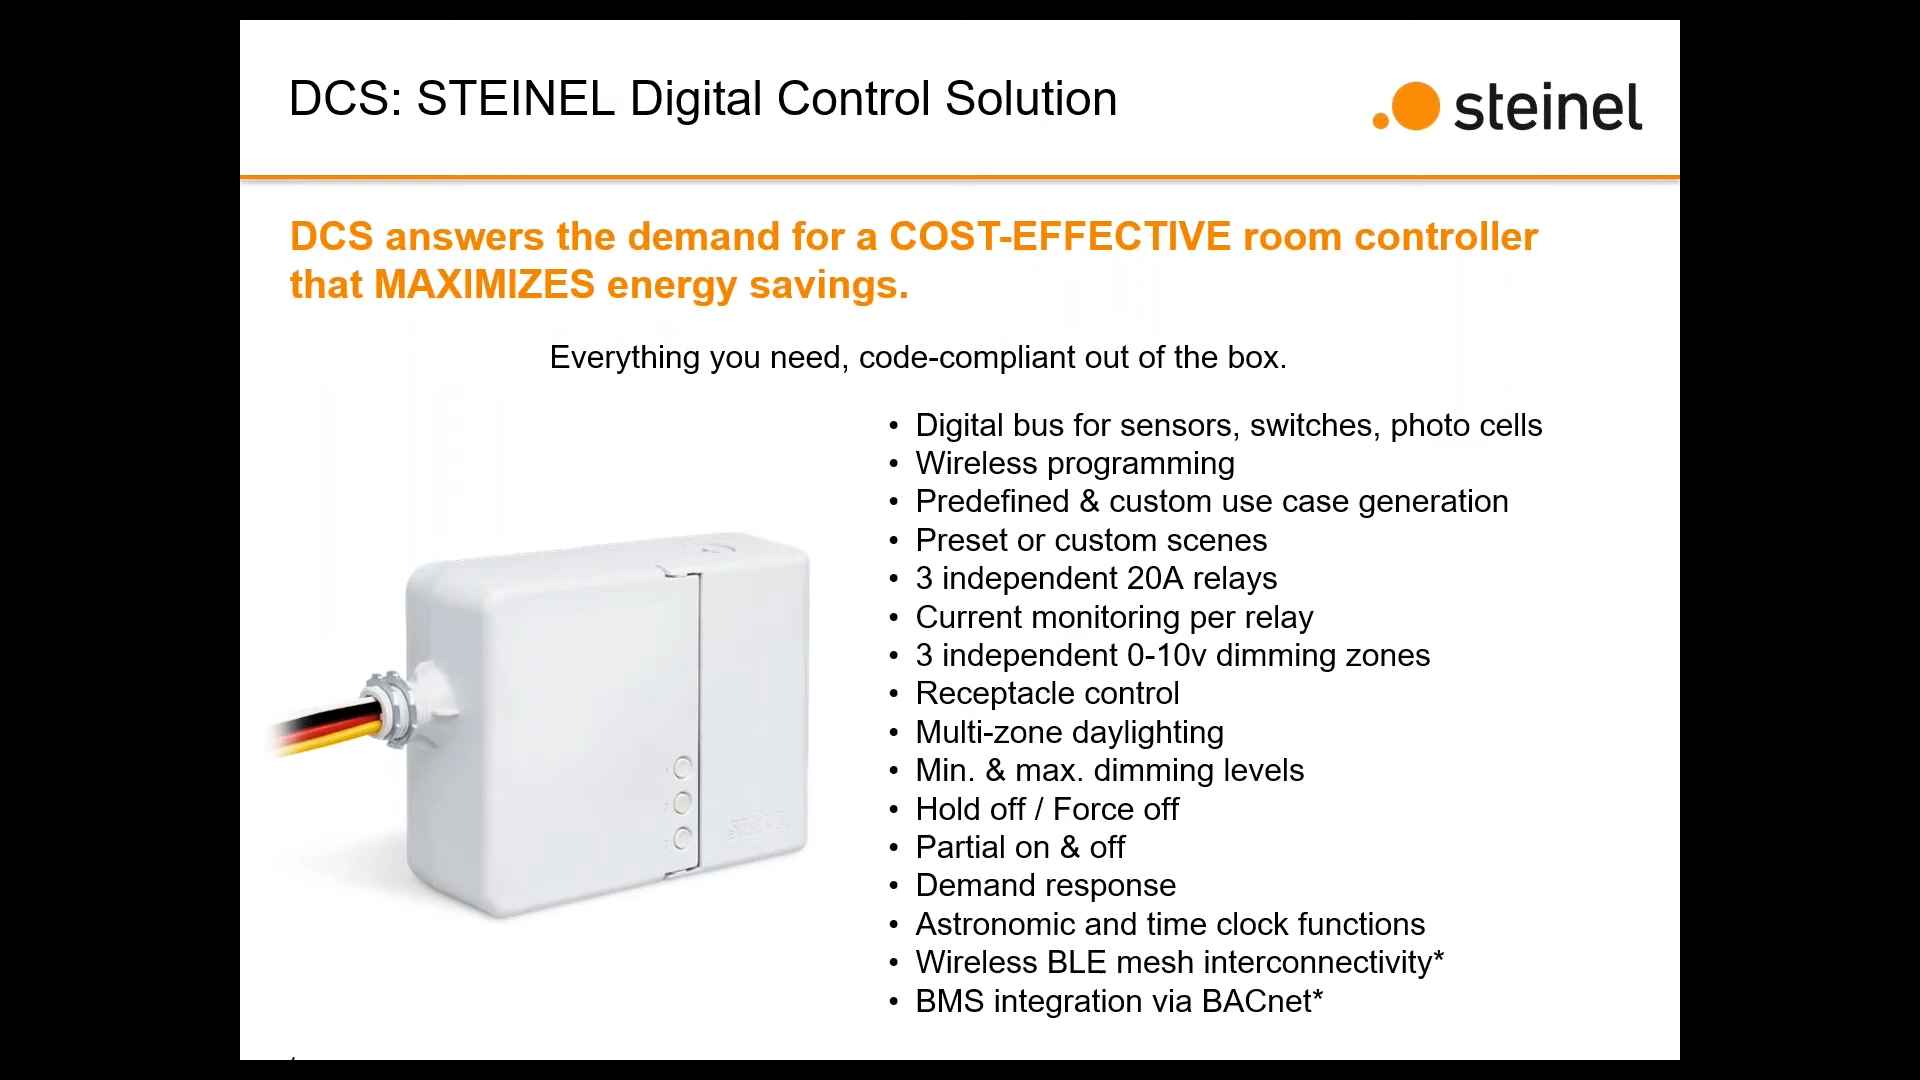 DCS: STEINEL Digital Control Solution
steinel
DCS answers the demand for a COST-EFFECTIVE room controller
that MAXIMIZES energy savings.
Everything you need, code-compliant out of the box.
• Digital bus for sensors, switches, photo cells
• Wireless programming
• Predefined & custom use case generation
• Preset or custom scenes
• 3 independent 20A relays
• Current monitoring per relay
• 3 independent 0-10v dimming zones
• Receptacle control
• Multi-zone daylighting
• Min. & max. dimming levels
• Hold off / Force off
• Partial on & off
• Demand response
• Astronomic and time clock functions
• Wireless BLE mesh interconnectivity*
• BMS integration via BACnet*
STEINEL